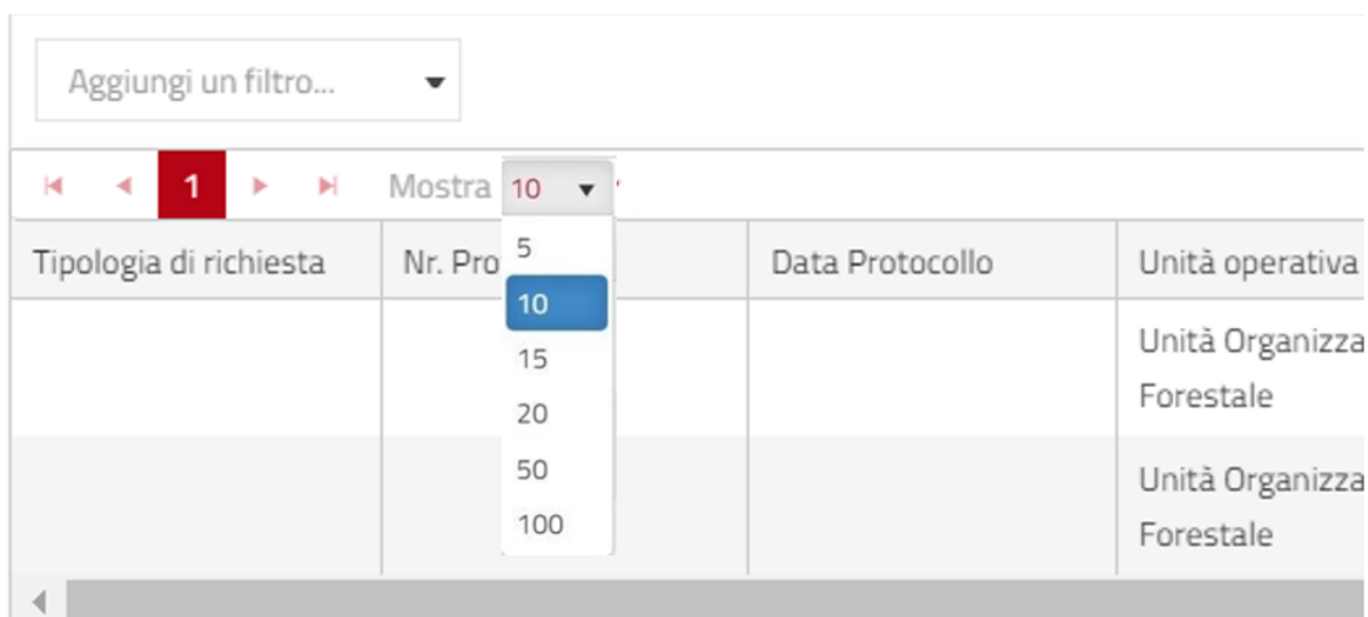 Aggiungi un filtro...
1 Mostra 10
Tipologia di richiesta Nr. Pro Data Protocollo Unità operativa
5
10
15
20
50
100
Unità Organizza
Forestale
Unità Organizza
Forestale